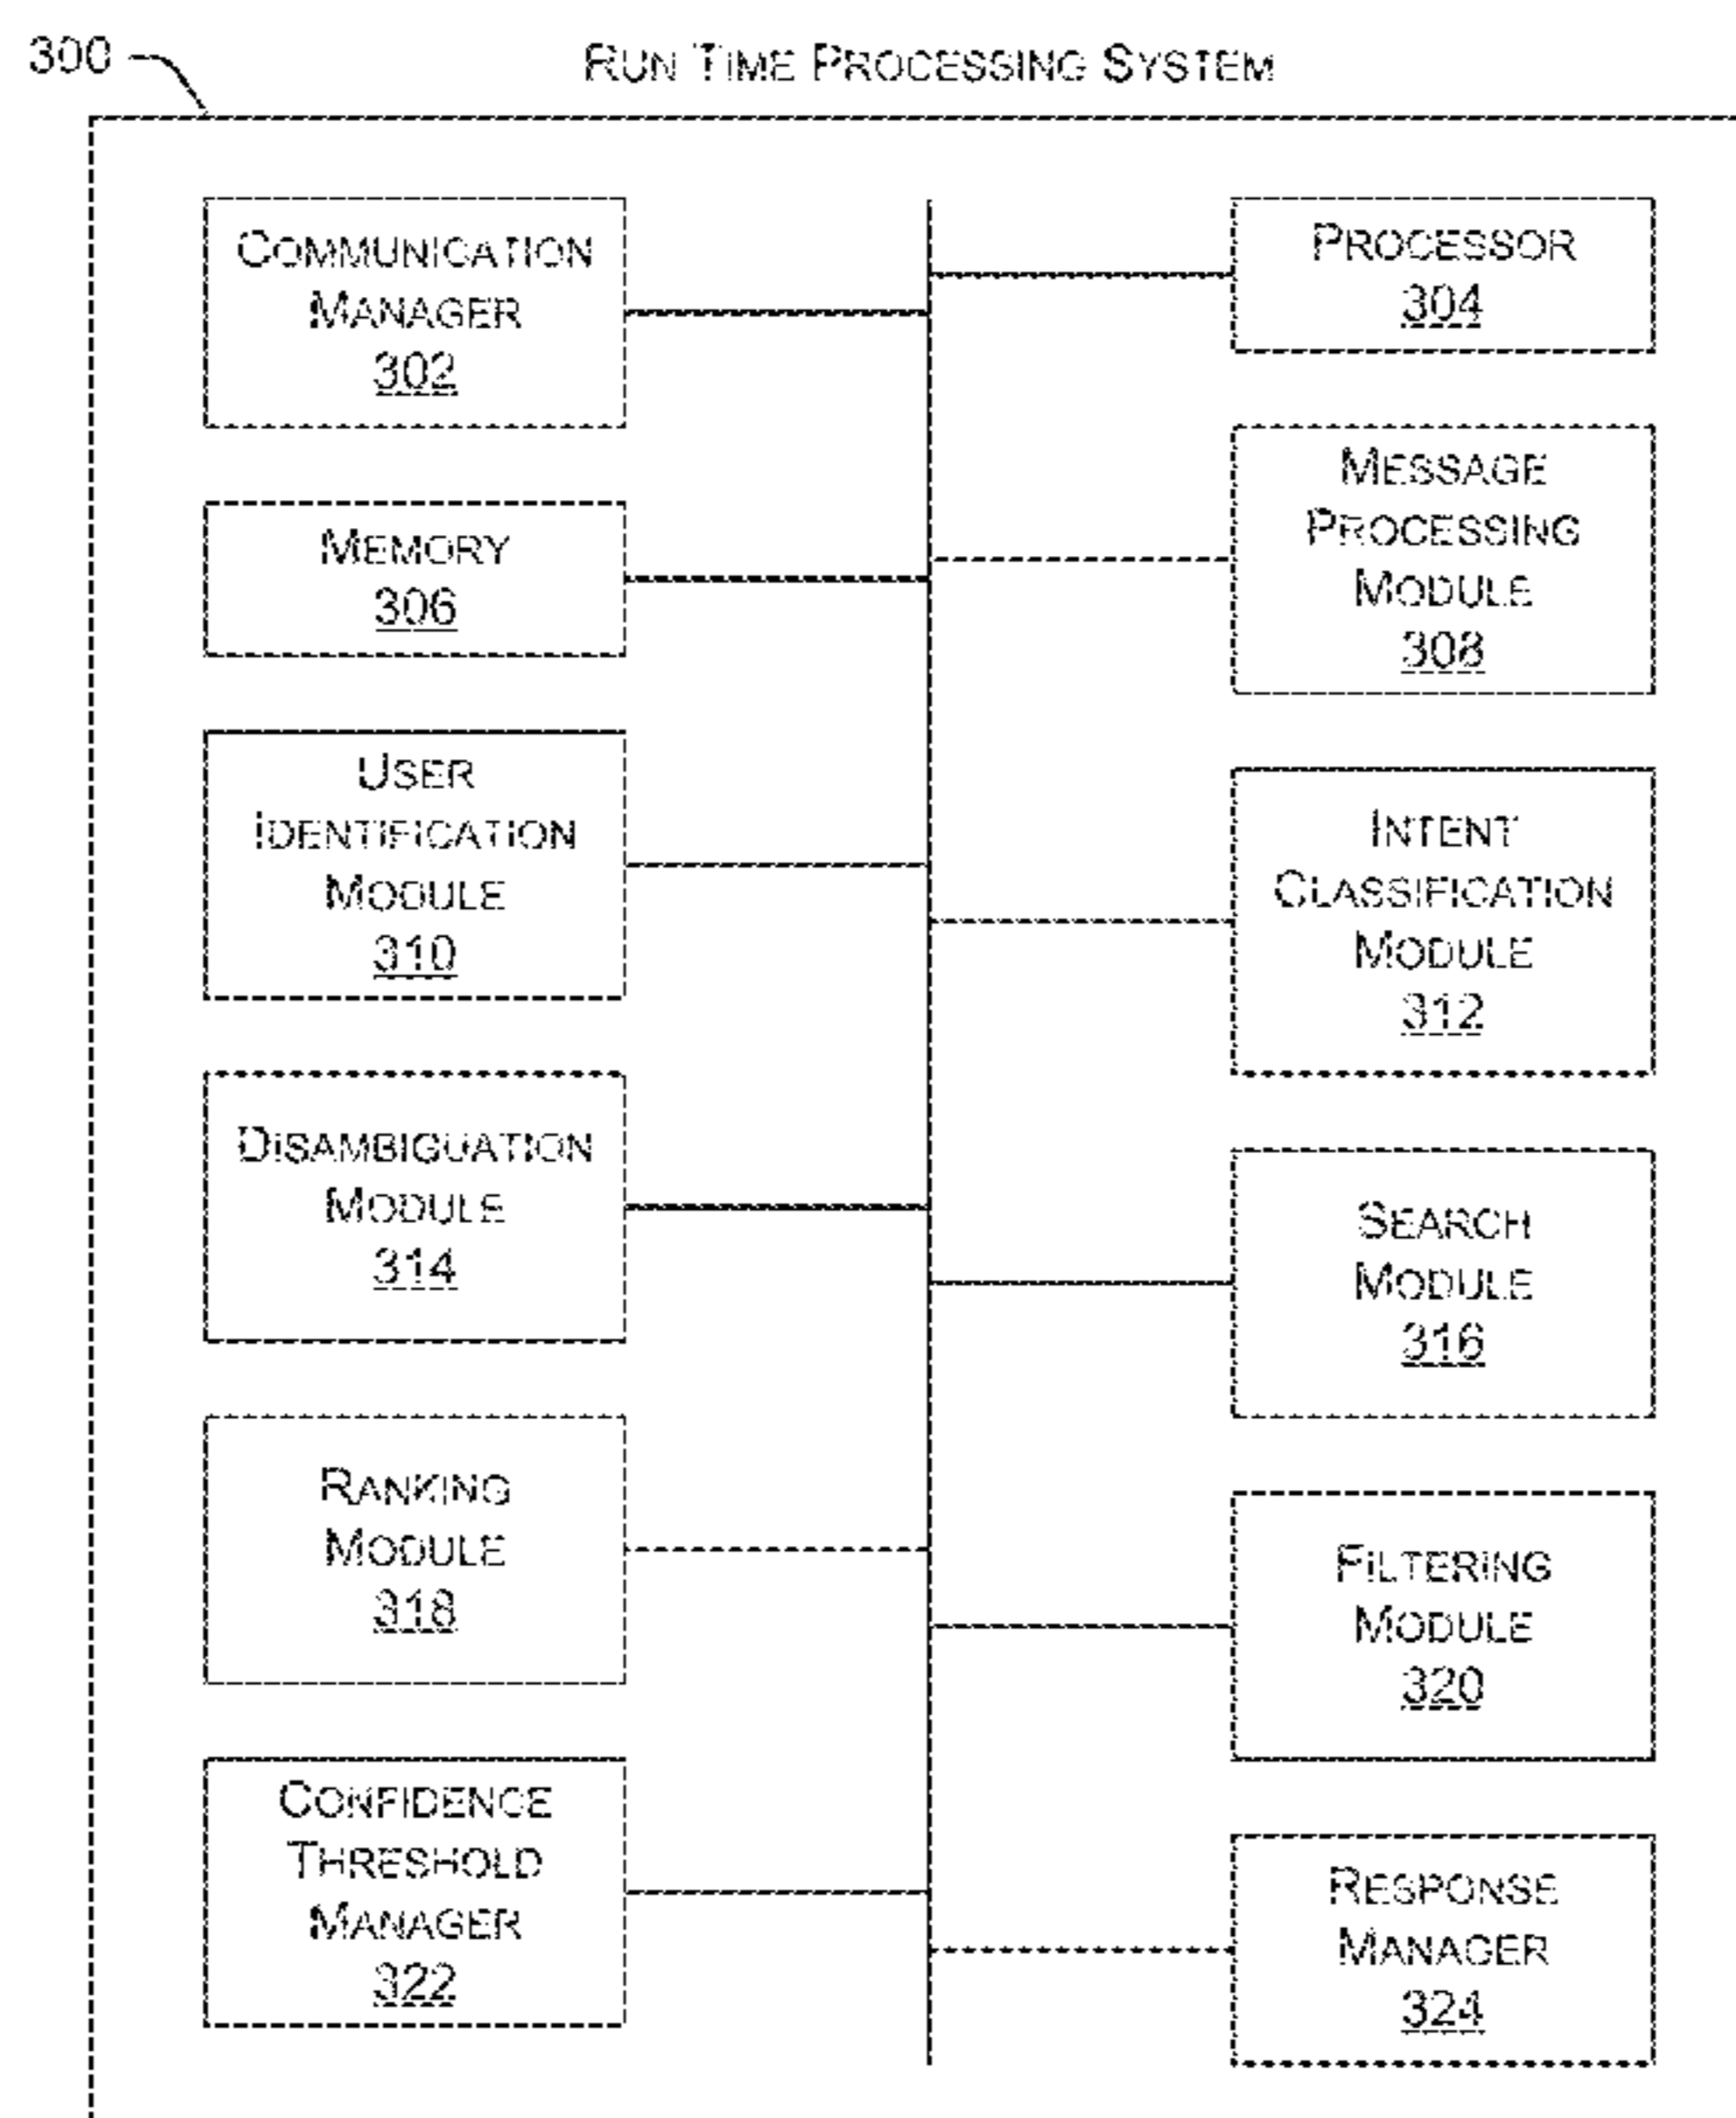 300
RUN TIME PROCESSING SYSTEM
COMMUNICATION
MANAGER
302
PROCESSOR
304
MEMORY
306
MESSAGE
PROCESSING
MODULE
308
USER
IDENTIFICATION
MODULE
310
INTENT
CLASSIFICATION
MODULE
312
DISAMBIGUATION
MODULE
314
SEARCH
MODULE
316
RANKING
MODULE
318
FILTERING
MODULE
320
CONFIDENCE
THRESHOLD
MANAGER
322
RESPONSE
MANAGER
324